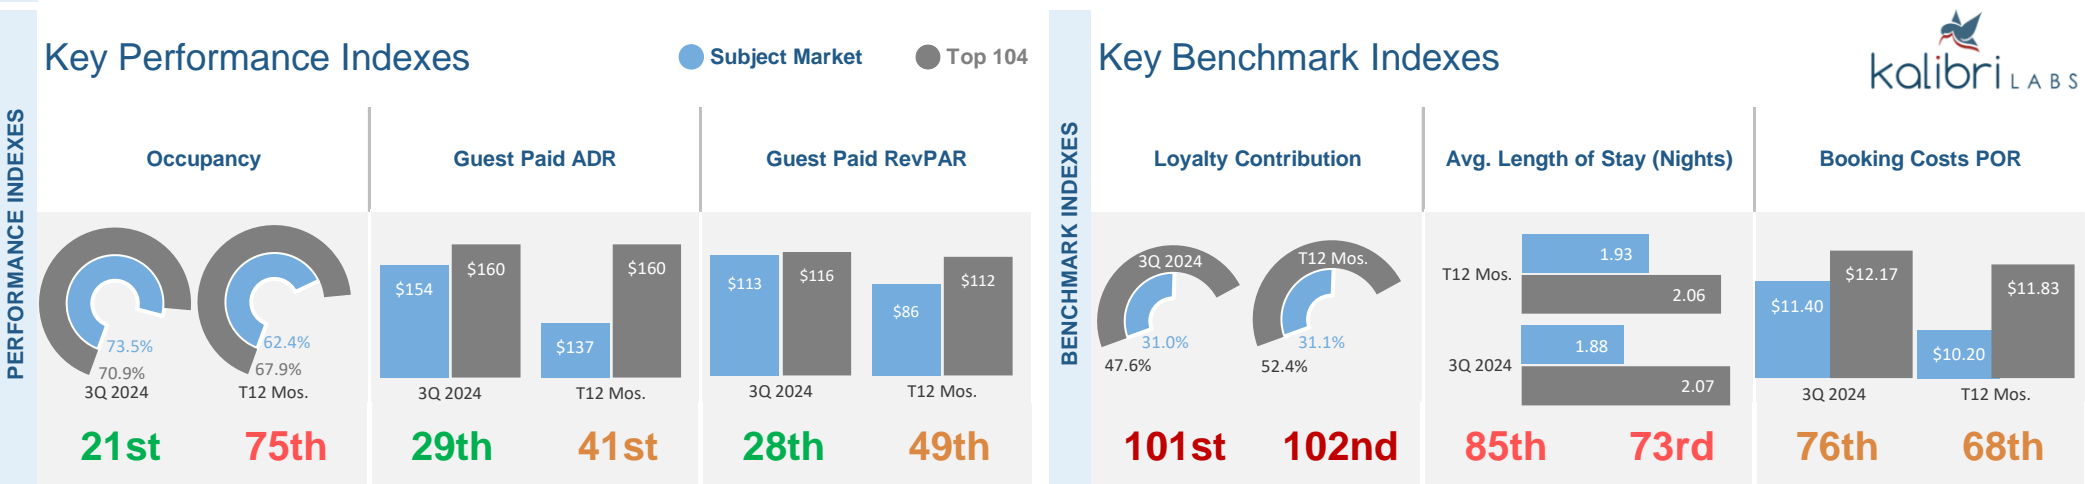 PERFORMANCE INDEXES
Key Performance Indexes
Subject Market
Top 104
Occupancy
Guest Paid ADR
Guest Paid RevPAR
73.5%
70.9%
3Q 2024
62.4%
67.9%
T12 Mos.
$154
$160
3Q 2024
$137
$160
T12 Mos.
$113
$116
3Q 2024
$86
$112
T12 Mos.
21st
75th
29th
41st
28th
49th
BENCHMARK INDEXES
Key Benchmark Indexes
kalibri LABS
Loyalty Contribution
Avg. Length of Stay (Nights)
Booking Costs POR
3Q 2024
31.0%
47.6%
T12 Mos.
31.1%
52.4%
T12 Mos.
1.93
2.06
3Q 2024
1.88
2.07
$11.40
$12.17
3Q 2024
$10.20
$11.83
T12 Mos.
101st
102nd
85th
73rd
76th
68th